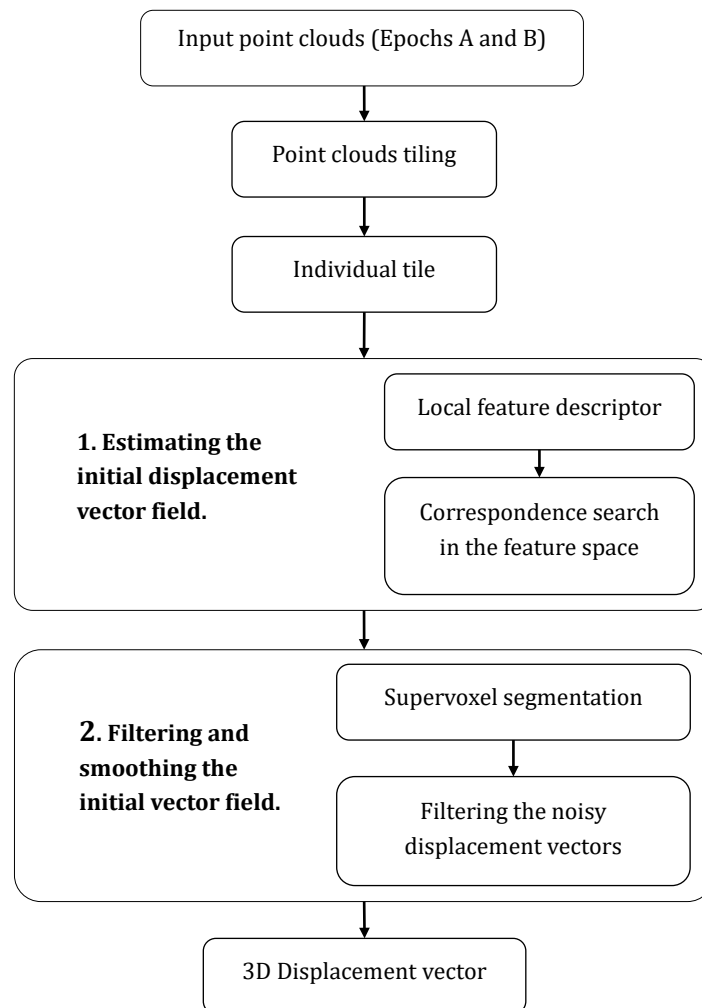 Input point clouds (Epochs A and B)
Point clouds tiling
Individual tile
1. Estimating the
initial displacement
vector field.
Local feature descriptor
Correspondence search
in the feature space
2. Filtering and
smoothing the
initial vector field.
Supervoxel segmentation
Filtering the noisy
displacement vectors
3D Displacement vector